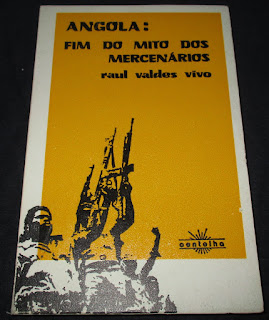 ANGOLA:
FIM DO MITO DOS
MERCENÁRIOS
raul valdes vivo
centelha